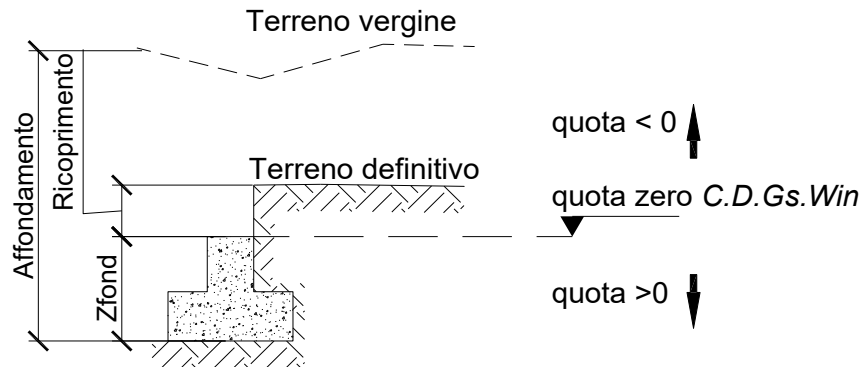 Terreno vergine
Affondamento
Ricoprimento
quota < 0
Terreno definitivo
quota zero C.D.Gs.Win
Zfond
quota >0